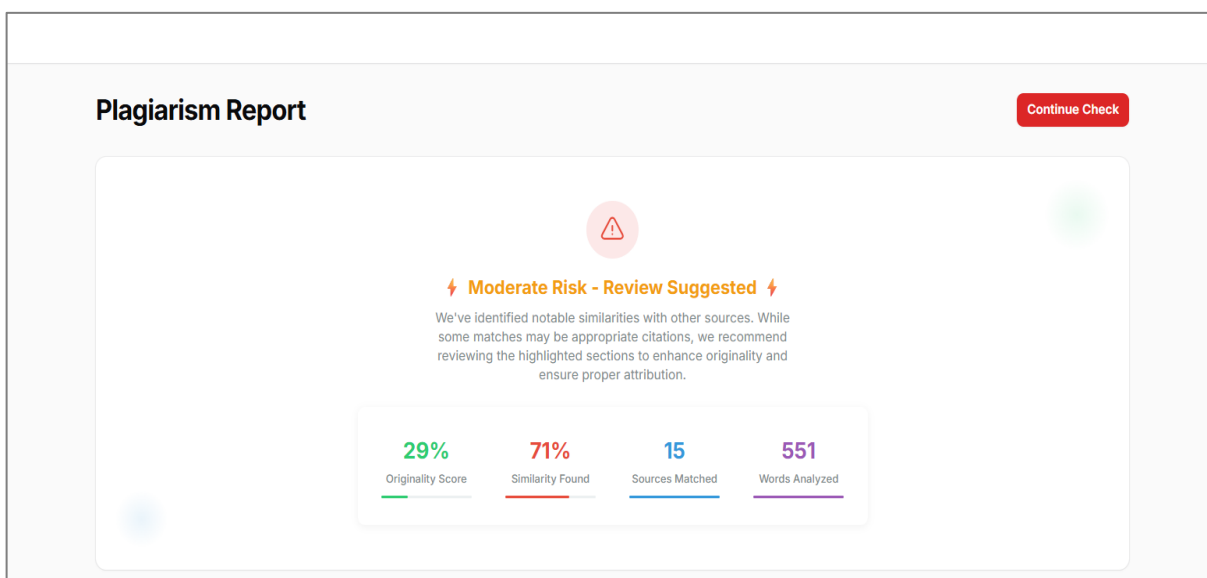 Plagiarism Report
Continue Check
Moderate Risk - Review Suggested
We've identified notable similarities with other sources. While
some matches may be appropriate citations, we recommend
reviewing the highlighted sections to enhance originality and
ensure proper attribution.
29%
Originality Score
71%
Similarity Found
15
Sources Matched
551
Words Analyzed